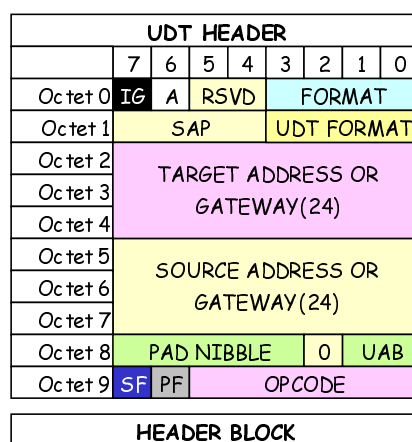 UDT HEADER
7 6 5 4 3 2 1 0
Octet 0 IG A RSVD FORMAT
Octet 1 SAP UDT FORMAT
Octet 2
TARGET ADDRESS OR
Octet 3
GATEWAY(24)
Octet 4
Octet 5
SOURCE ADDRESS OR
Octet 6
GATEWAY(24)
Octet 7
Octet 8 PAD NIBBLE 0 UAB
Octet 9 SF PF OPCODE
HEADER BLOCK